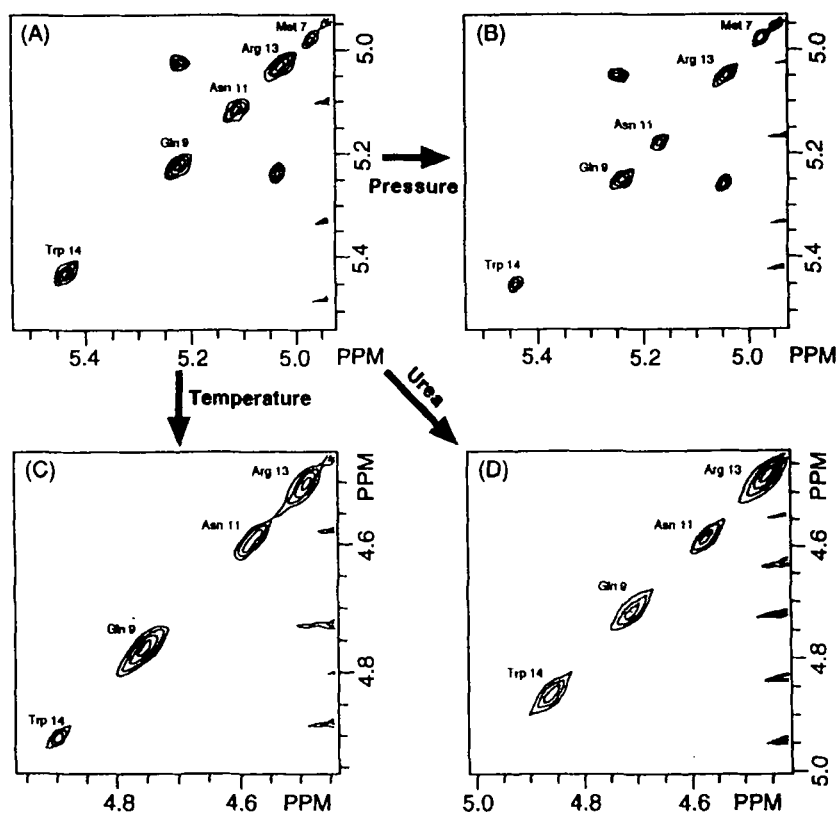 (A)
Met 7
Arg 13
Asn 11
Gln 9
Trp 14
5.0
5.2
5.4
5.4 5.2 5.0 PPM
Pressure
(B)
Met 7
Arg 13
Asn 11
Gln 9
Trp 14
5.0
5.2
5.4
5.4 5.2 5.0 PPM
Temperature
Urea
(C)
Arg 13
Asn 11
Gln 9
Trp 14
PPM
4.6
4.8
4.8 4.6 PPM
(D)
Arg 13
Asn 11
Gln 9
Trp 14
PPM
4.6
4.8
5.0
5.0 4.8 4.6 PPM